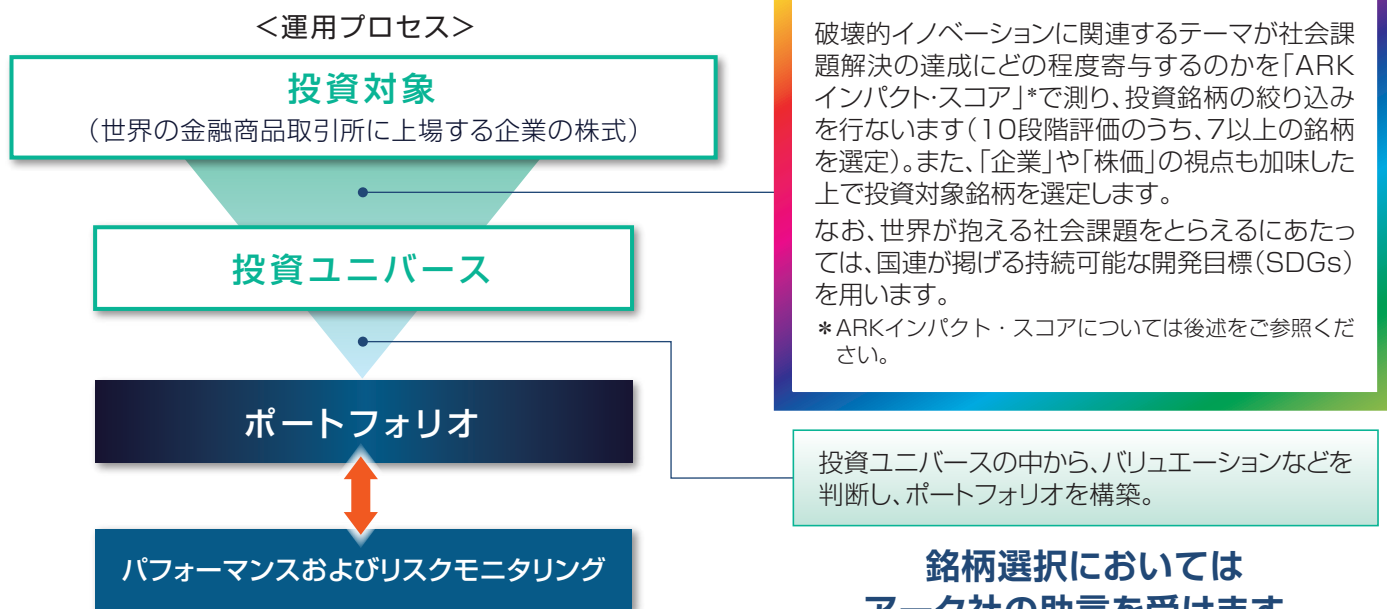 ＜運用プロセス＞
投資対象
（世界の金融商品取引所に上場する企業の株式）
投資ユニバース
ポートフォリオ
パフォーマンスおよびリスクモニタリング
破壊的イノベーションに関連するテーマが社会課
題解決の達成にどの程度寄与するのかを「ARK
インパクト・スコア」*で測り、投資銘柄の絞り込み
を行ないます（10段階評価のうち、7以上の銘柄
を選定）。また、「企業」や「株価」の視点も加味した
上で投資対象銘柄を選定します。
なお、世界が抱える社会課題をとらえるにあたっ
ては、国連が掲げる持続可能な開発目標（SDGs）
を用います。
＊ARKインパクト・スコアについては後述をご参照くだ
さい。
投資ユニバースの中から、バリュエーションなどを
判断し、ポートフォリオを構築。
銘柄選択においては
アーク社の助言を受けます